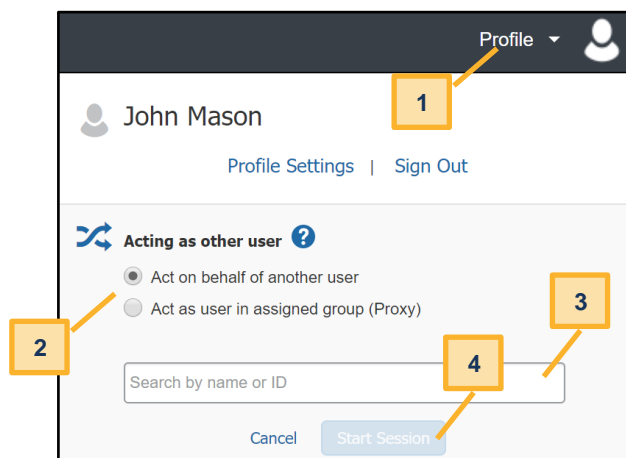 Profile
1
John Mason
Profile Settings | Sign Out
Acting as other user ?
Act on behalf of another user
Act as user in assigned group (Proxy)
2
3
Search by name or ID
4
Cancel Start Session